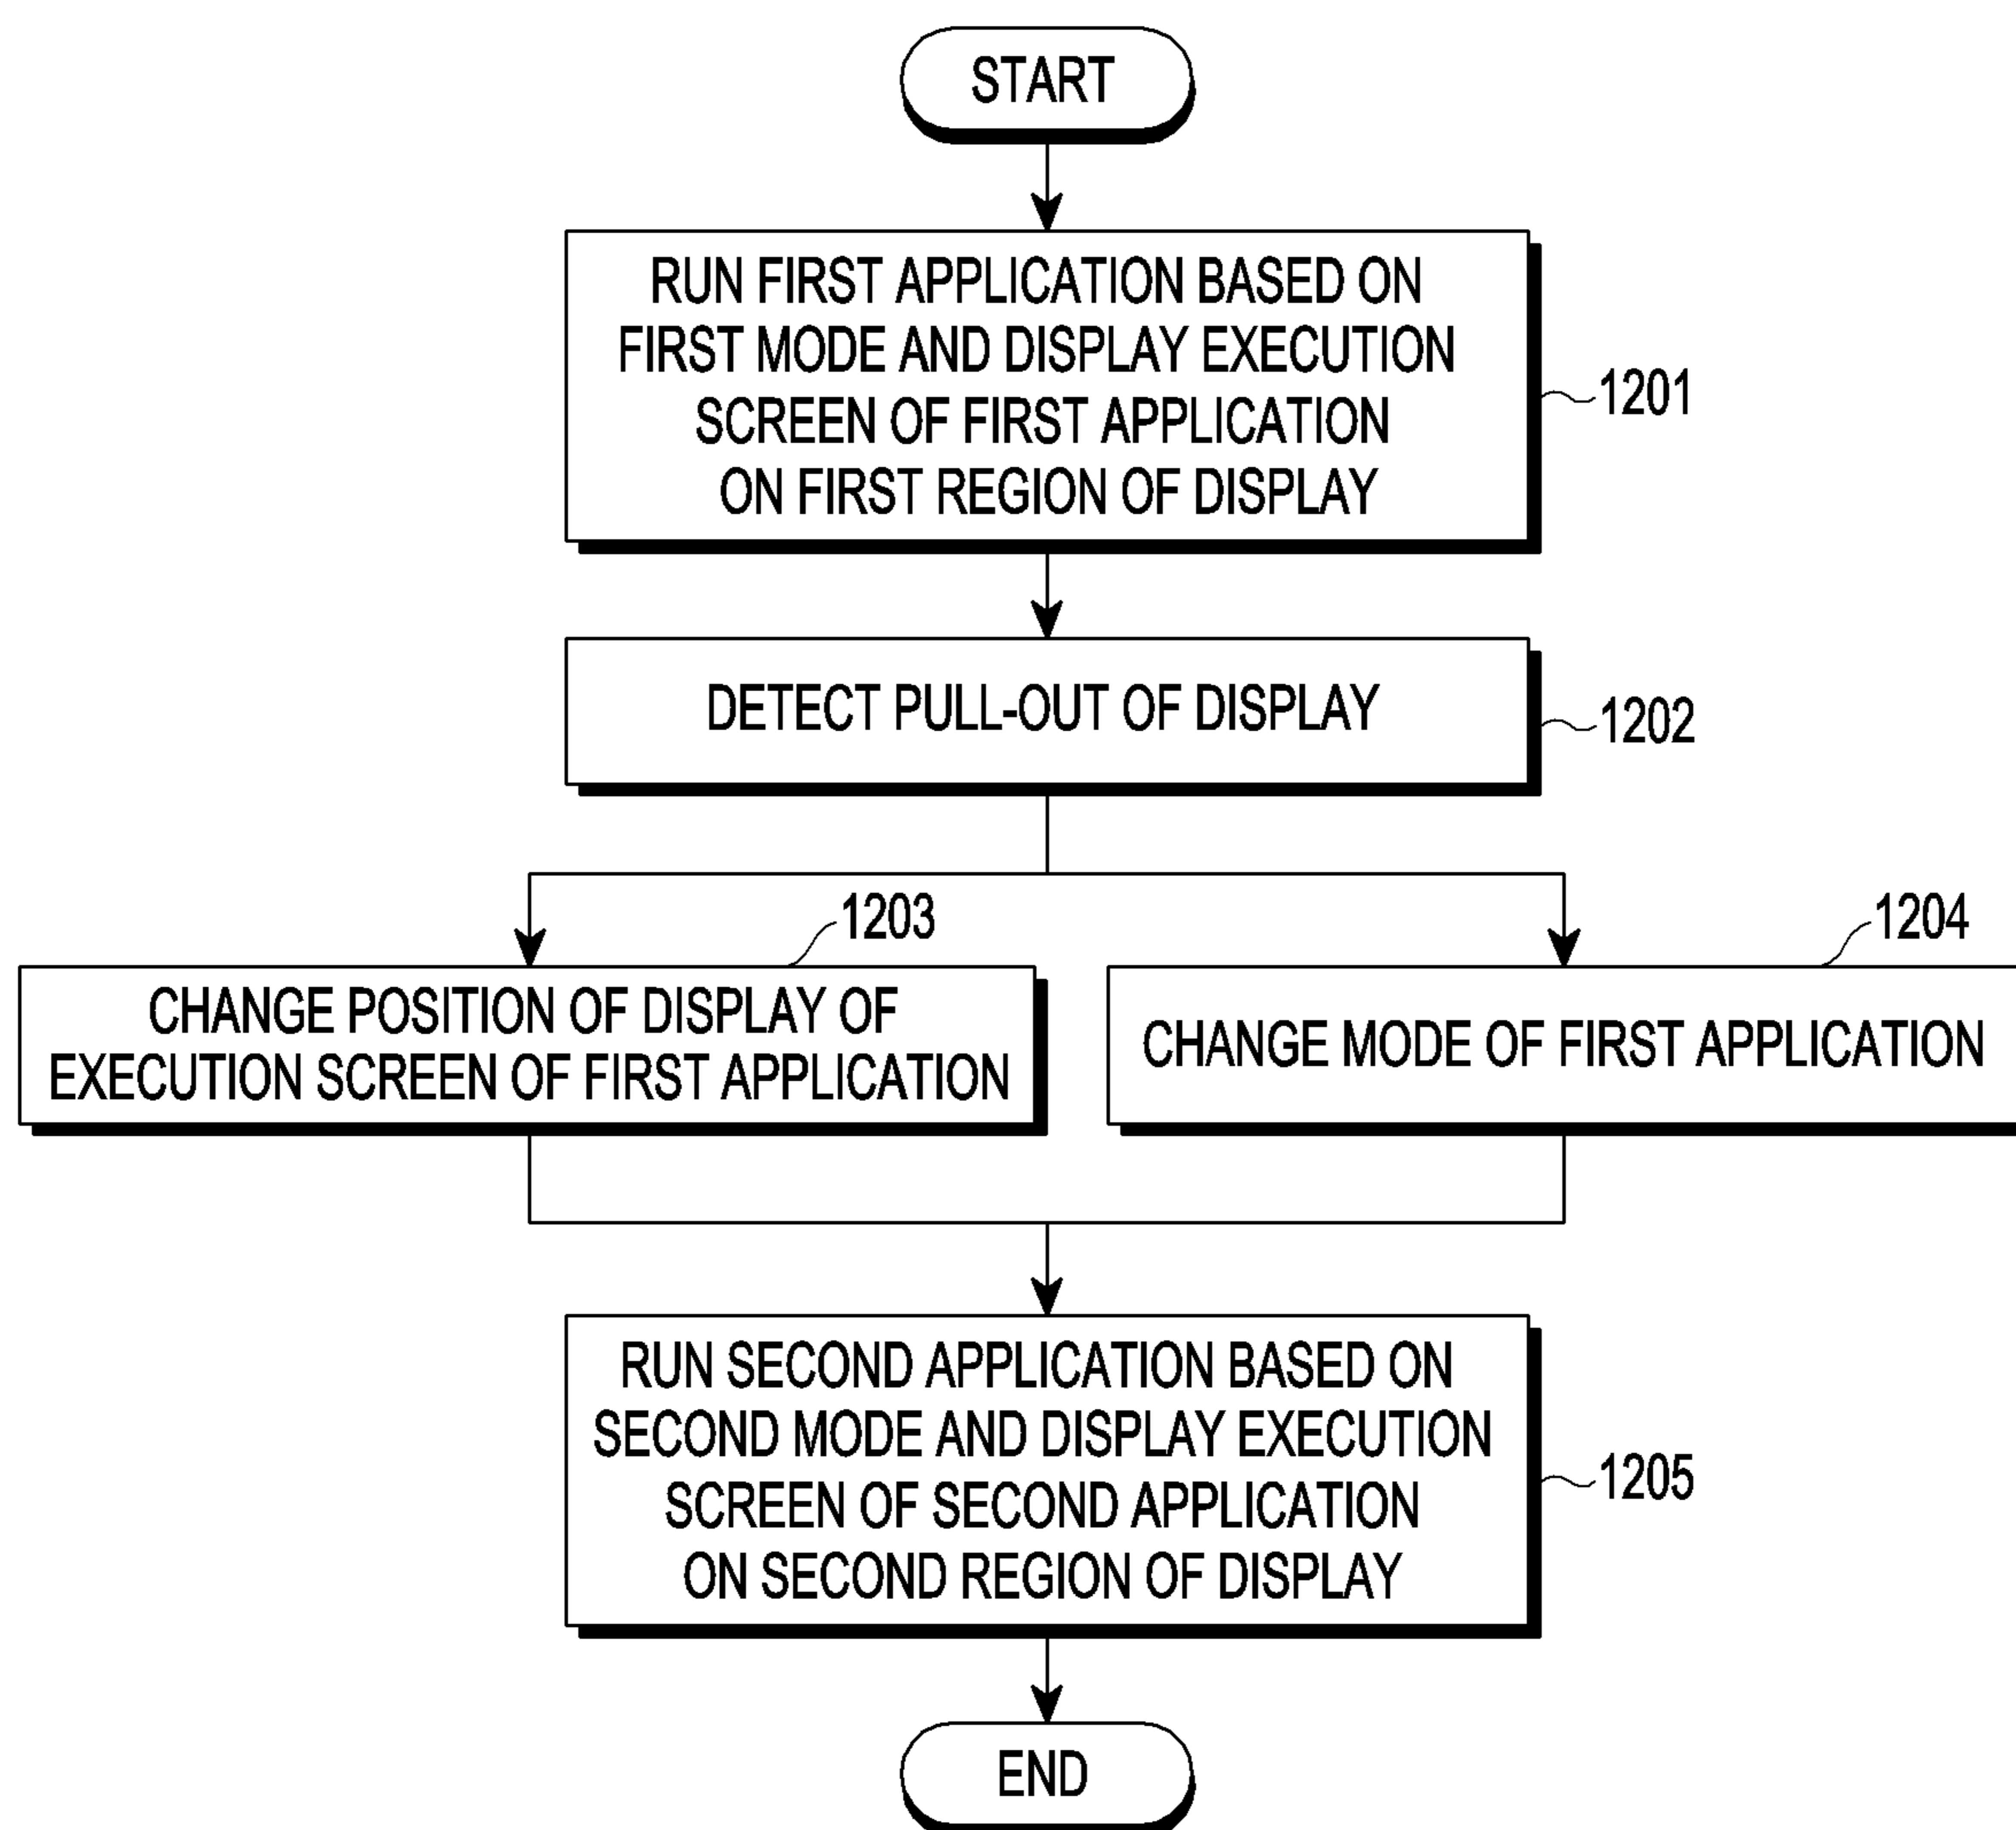 START
RUN FIRST APPLICATION BASED ON
FIRST MODE AND DISPLAY EXECUTION
SCREEN OF FIRST APPLICATION
ON FIRST REGION OF DISPLAY
1201
DETECT PULL-OUT OF DISPLAY
1202
1203
CHANGE POSITION OF DISPLAY OF
EXECUTION SCREEN OF FIRST APPLICATION
1204
CHANGE MODE OF FIRST APPLICATION
RUN SECOND APPLICATION BASED ON
SECOND MODE AND DISPLAY EXECUTION
SCREEN OF SECOND APPLICATION
ON SECOND REGION OF DISPLAY
1205
END